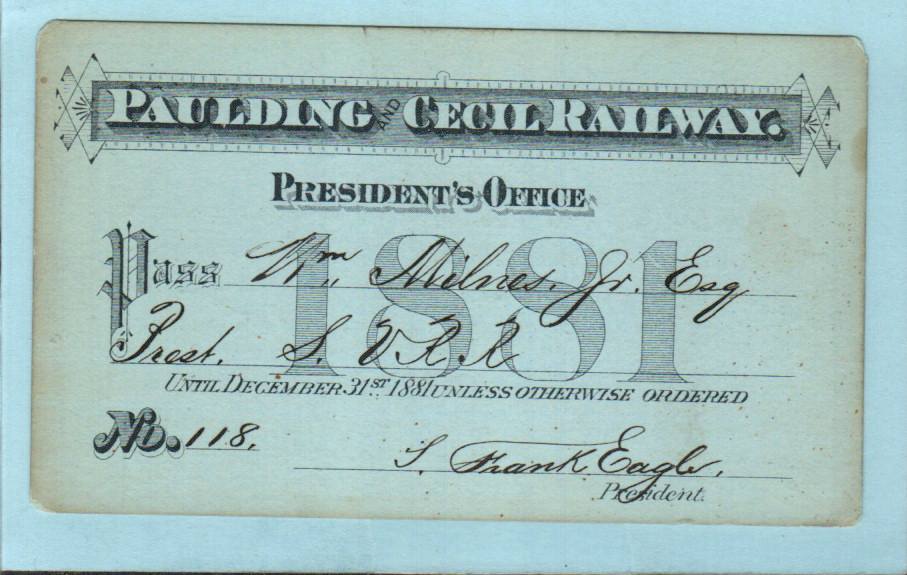 PAULDING AND CECIL RAILWAY.
PRESIDENT'S OFFICE
1881
Pass Wm Milnes. Jr. Esq
Prest. S. V R. R
UNTIL DECEMBER 31ST 1881 UNLESS OTHERWISE ORDERED
No. 118.
S. Frank Eagle.
President.